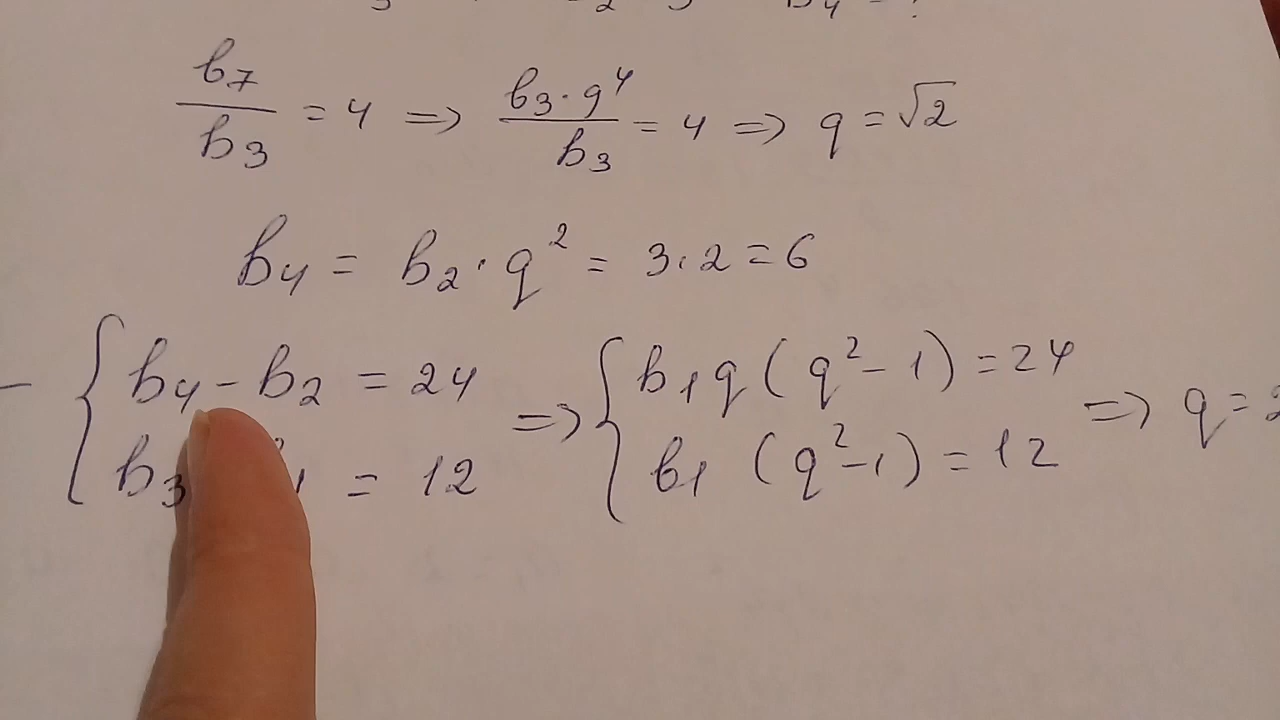 b₇/b₃ = 4 ⇒ b₃·q⁴/b₃ = 4 ⇒ q = √2
b₄ = b₂·q² = 3·2 = 6
{ b₄ - b₂ = 24 ⇒ { b₁q(q² - 1) = 24 ⇒ q =
b₃ = 12 b₁ (q² - 1) = 12